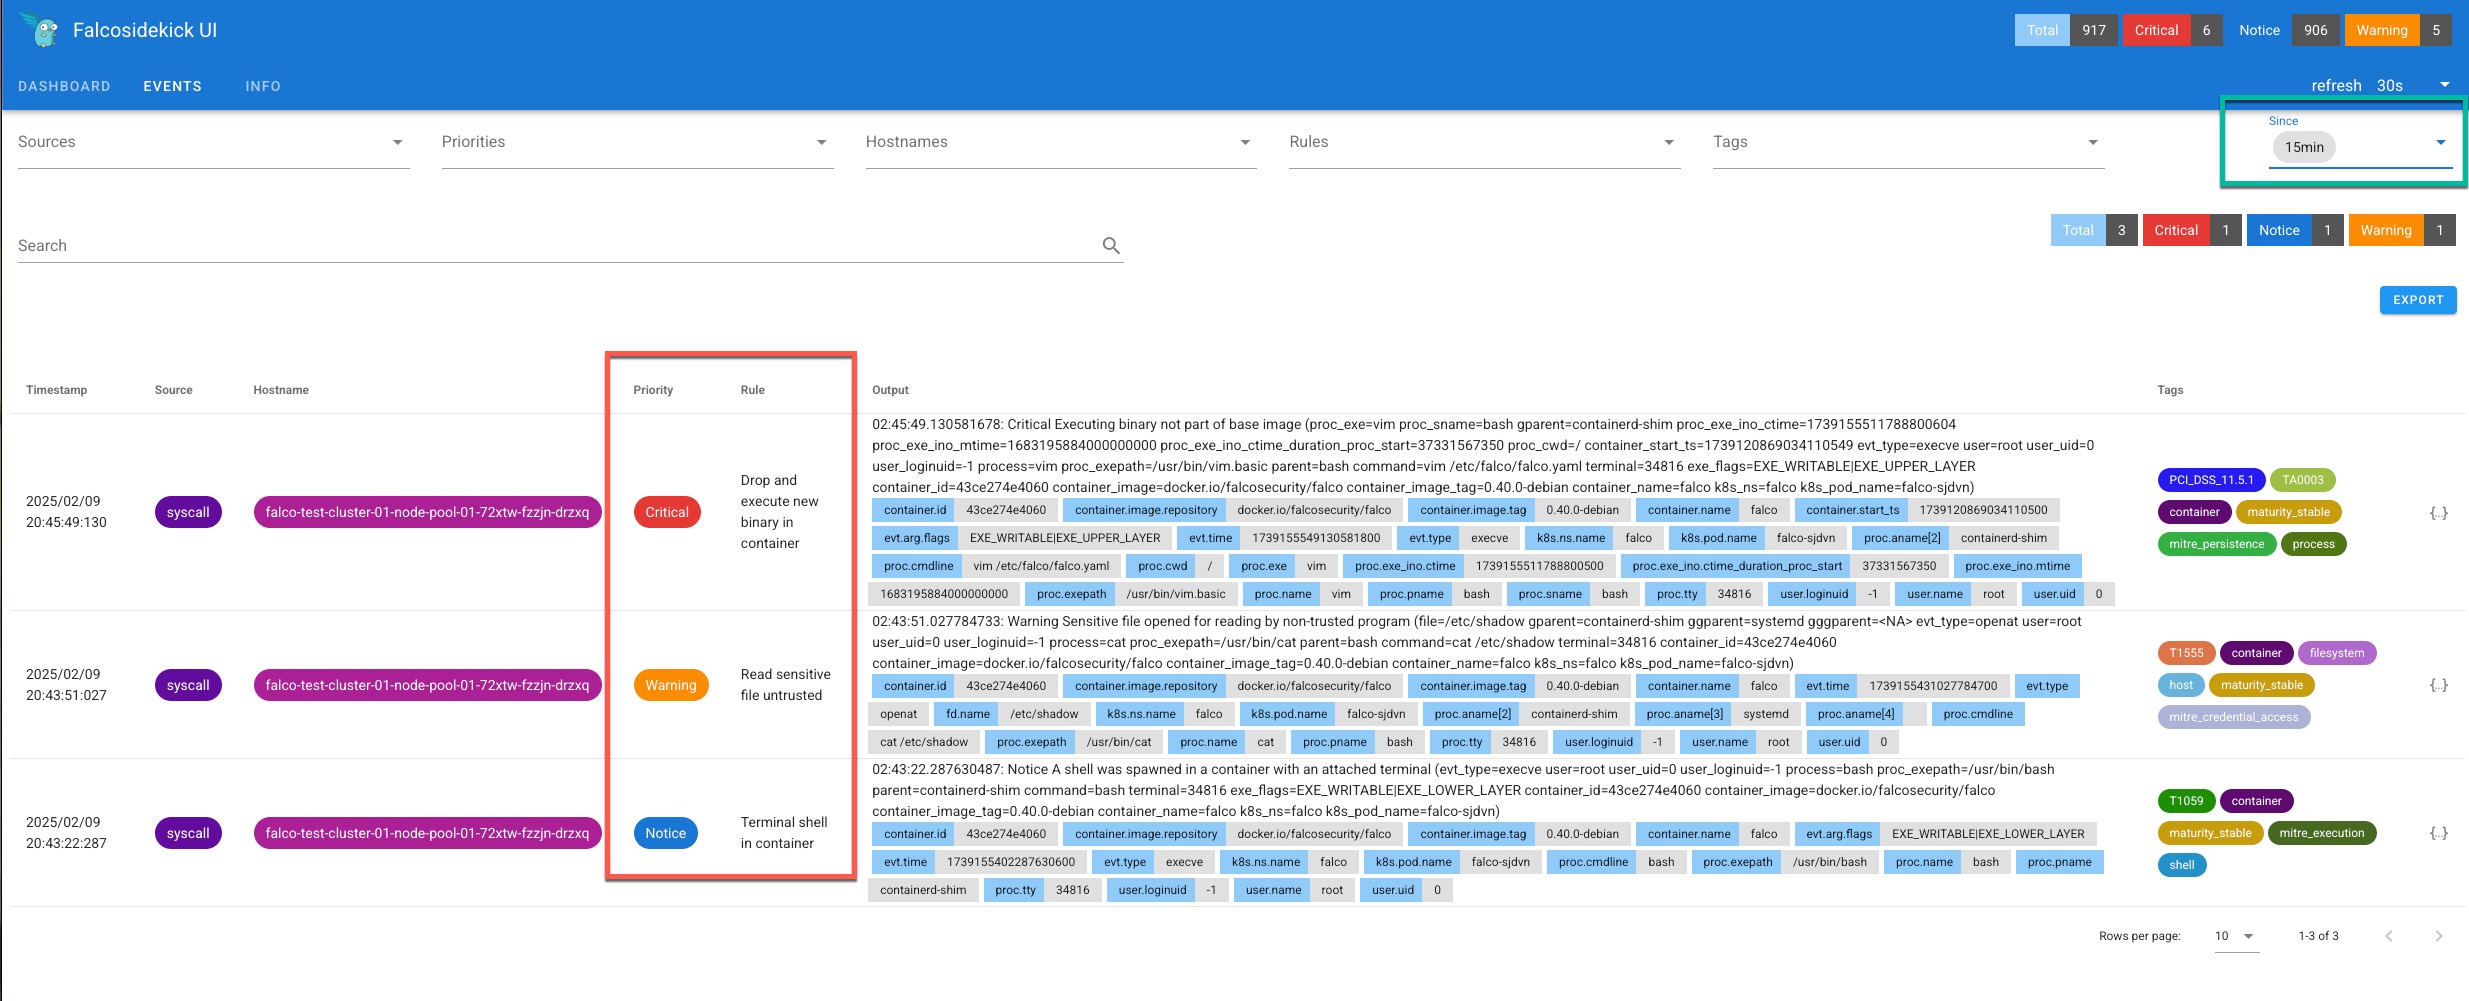 Falcosidekick UI
Total 917 Critical 6 Notice 906 Warning 5
DASHBOARD EVENTS INFO
refresh 30s
Sources Priorities Hostnames Rules Tags
Since
15min
Search
Total 3 Critical 1 Notice 1 Warning 1
EXPORT
Timestamp Source Hostname Priority Rule Output Tags
2025/02/09
20:45:49:130
syscall
falco-test-cluster-01-node-pool-01-72xtw-fzzjn-drzxq
Critical
Drop and
execute new
binary in
container
02:45:49.130581678: Critical Executing binary not part of base image (proc_exe=vim proc_sname=bash gparent=containerd-shim proc_exe_ino_ctime=1739155511788800604
proc_exe_ino_mtime=1683195884000000000 proc_exe_ino_ctime_duration_proc_start=37331567350 proc_cwd=/ container_start_ts=1739120869034110549 evt_type=execve user=root user_uid=0
user_loginuid=-1 process=vim proc_exepath=/usr/bin/vim.basic parent=bash command=vim /etc/falco/falco.yaml terminal=34816 exe_flags=EXE_WRITABLE|EXE_UPPER_LAYER
container_id=43ce274e4060 container_image=docker.io/falcosecurity/falco container_image_tag=0.40.0-debian container_name=falco k8s_ns=falco k8s_pod_name=falco-sjdvn)
container.id 43ce274e4060 container.image.repository docker.io/falcosecurity/falco container.image.tag 0.40.0-debian container.name falco container.start_ts 1739120869034110500
evt.arg.flags EXE_WRITABLE|EXE_UPPER_LAYER evt.time 1739155549130581800 evt.type execve k8s.ns.name falco k8s.pod.name falco-sjdvn proc.aname[2] containerd-shim
proc.cmdline vim /etc/falco/falco.yaml proc.cwd / proc.exe vim proc.exe_ino.ctime 1739155511788800500 proc.exe_ino.ctime_duration_proc_start 37331567350 proc.exe_ino.mtime
1683195884000000000 proc.exepath /usr/bin/vim.basic proc.name vim proc.pname bash proc.sname bash proc.tty 34816 user.loginuid -1 user.name root user.uid 0
PCI_DSS_11.5.1 TA0003
container maturity_stable
mitre_persistence process
{...}
2025/02/09
20:43:51:027
syscall
falco-test-cluster-01-node-pool-01-72xtw-fzzjn-drzxq
Warning
Read sensitive
file untrusted
02:43:51.027784733: Warning Sensitive file opened for reading by non-trusted program (file=/etc/shadow gparent=containerd-shim ggparent=systemd gggparent=<NA> evt_type=openat user=root
user_uid=0 user_loginuid=-1 process=cat proc_exepath=/usr/bin/cat parent=bash command=cat /etc/shadow terminal=34816 container_id=43ce274e4060
container_image=docker.io/falcosecurity/falco container_image_tag=0.40.0-debian container_name=falco k8s_ns=falco k8s_pod_name=falco-sjdvn)
container.id 43ce274e4060 container.image.repository docker.io/falcosecurity/falco container.image.tag 0.40.0-debian container.name falco evt.time 1739155431027784700 evt.type
openat fd.name /etc/shadow k8s.ns.name falco k8s.pod.name falco-sjdvn proc.aname[2] containerd-shim proc.aname[3] systemd proc.aname[4] proc.cmdline
cat /etc/shadow proc.exepath /usr/bin/cat proc.name cat proc.pname bash proc.tty 34816 user.loginuid -1 user.name root user.uid 0
T1555 container filesystem
host maturity_stable
mitre_credential_access
{...}
2025/02/09
20:43:22:287
syscall
falco-test-cluster-01-node-pool-01-72xtw-fzzjn-drzxq
Notice
Terminal shell
in container
02:43:22.287630487: Notice A shell was spawned in a container with an attached terminal (evt_type=execve user=root user_uid=0 user_loginuid=-1 process=bash proc_exepath=/usr/bin/bash
parent=containerd-shim command=bash terminal=34816 exe_flags=EXE_WRITABLE|EXE_LOWER_LAYER container_id=43ce274e4060 container_image=docker.io/falcosecurity/falco
container_image_tag=0.40.0-debian container_name=falco k8s_ns=falco k8s_pod_name=falco-sjdvn)
container.id 43ce274e4060 container.image.repository docker.io/falcosecurity/falco container.image.tag 0.40.0-debian container.name falco evt.arg.flags EXE_WRITABLE|EXE_LOWER_LAYER
evt.time 1739155402287630600 evt.type execve k8s.ns.name falco k8s.pod.name falco-sjdvn proc.cmdline bash proc.exepath /usr/bin/bash proc.name bash proc.pname
containerd-shim proc.tty 34816 user.loginuid -1 user.name root user.uid 0
T1059 container
maturity_stable mitre_execution
shell
{...}
Rows per page: 10 1-3 of 3